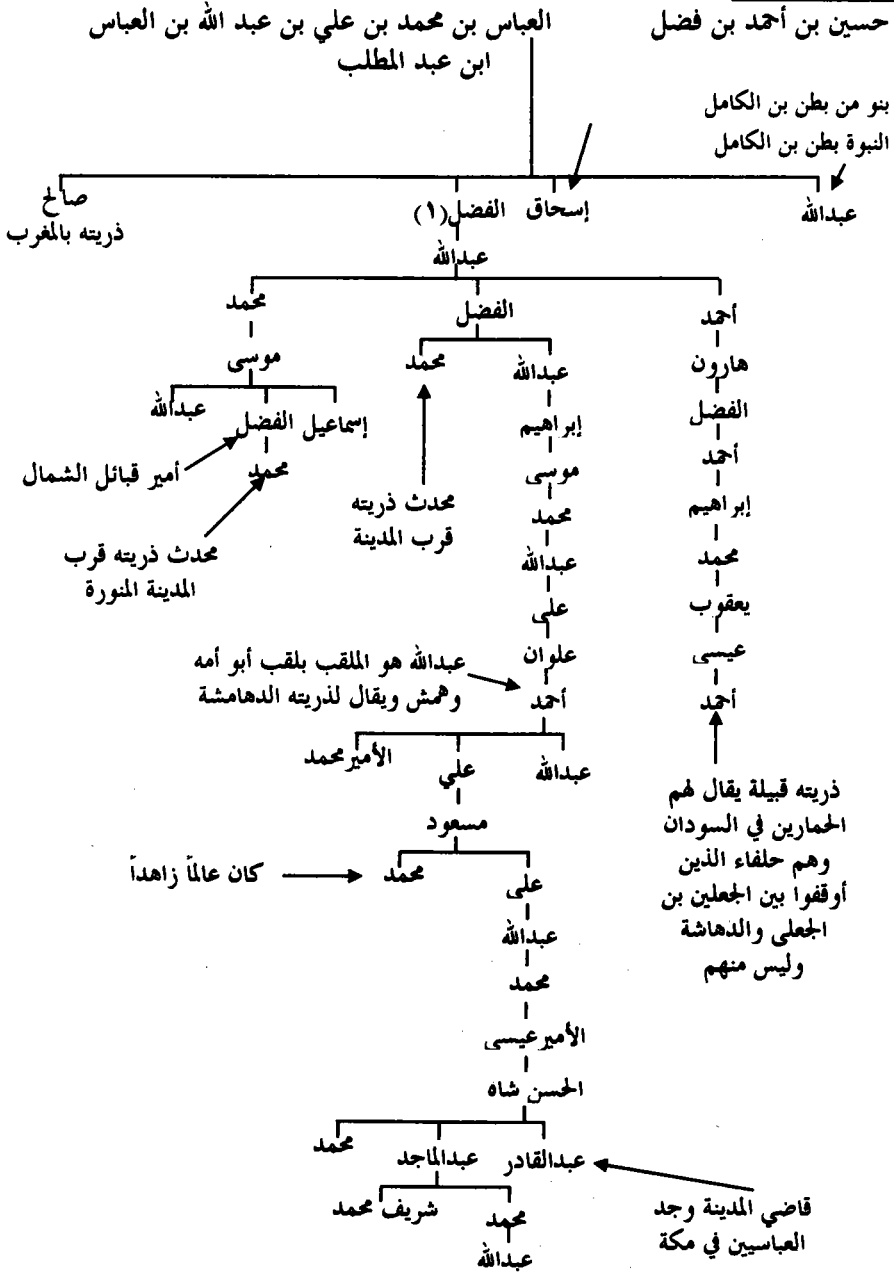 حسين بن أحمد بن فضل
العباس بن محمد بن علي بن عبد الله بن العباس
ابن عبد المطلب
بنو من بطن بن الكامل
النبوة بطن بن الكامل
عبدالله
إسحاق
الفضل(١)
صالح
ذريته بالمغرب
عبدالله
أحمد
الفضل
محمد
هارون
عبدالله
محمد
موسى
الفضل
إبراهيم
إسماعيل
الفضل
عبدالله
أحمد
موسى
محمد
أمير قبائل الشمال
إبراهيم
محمد
محدث ذريته
قرب المدينة
محدث ذريته قرب
المدينة المنورة
محمد
عبدالله
يعقوب
على
عيسى
علوان
أحمد
أحمد
عبدالله هو الملقب بلقب أبو أمه
وهمش ويقال لذريته الدهامشة
عبدالله
علي
الأمير محمد
ذريته قبيلة يقال لهم
الحمارين في السودان
وهم حلفاء الذين
أوقفوا بين الجعلين بن
الجعلى والدهاشة
وليس منهم
مسعود
على
محمد
كان عالماً زاهداً
عبدالله
محمد
الأمير عيسى
الحسن شاه
عبدالقادر
عبدالماجد
محمد
محمد
شريف محمد
عبدالله
قاضي المدينة وجد
العباسيين في مكة